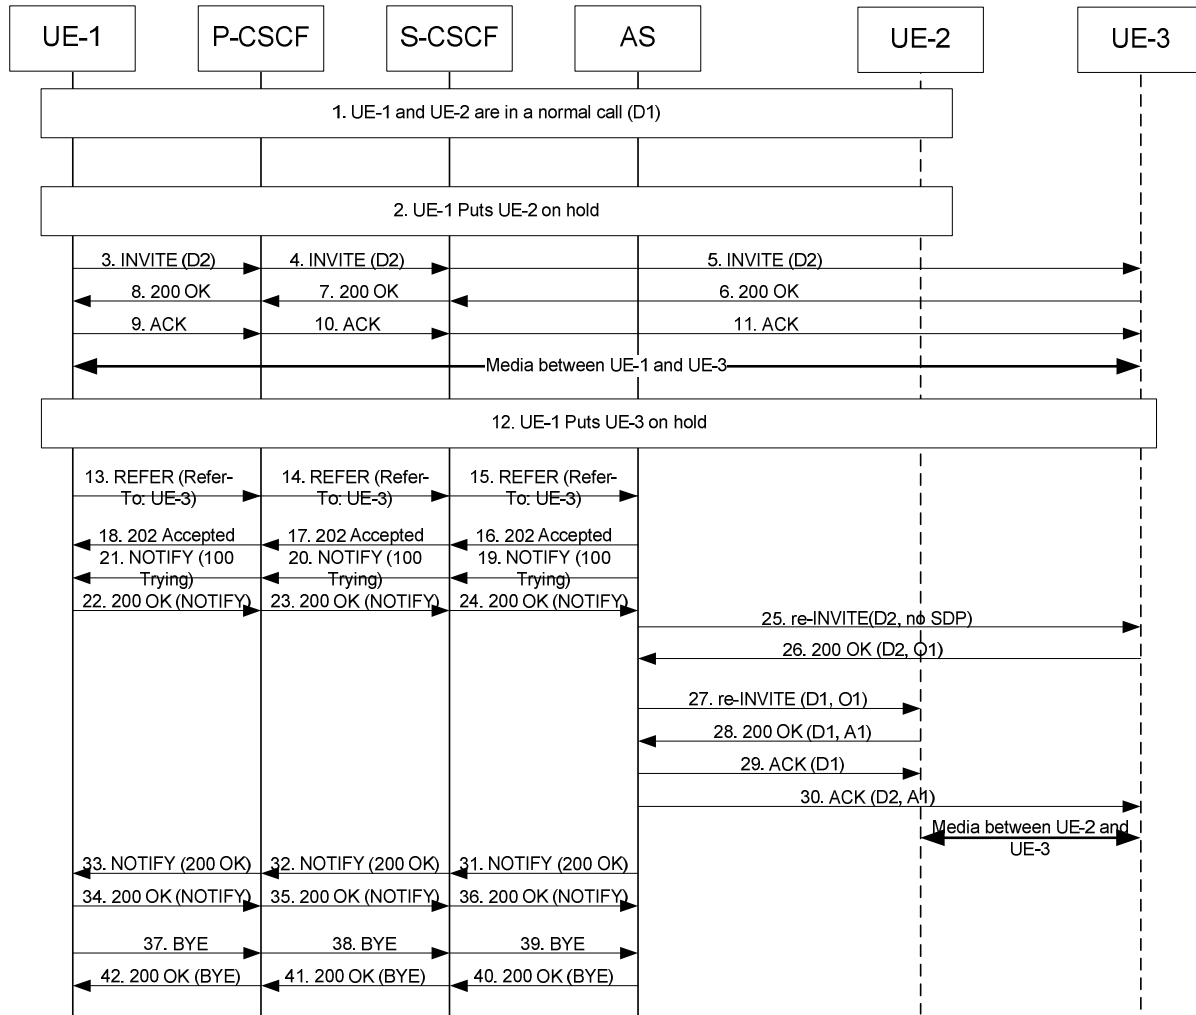 UE-1 P-CSCF S-CSCF AS UE-2 UE-3
1. UE-1 and UE-2 are in a normal call (D1)
2. UE-1 Puts UE-2 on hold
3. INVITE (D2) 4. INVITE (D2) 5. INVITE (D2)
8. 200 OK 7. 200 OK 6. 200 OK
9. ACK 10. ACK 11. ACK
Media between UE-1 and UE-3
12. UE-1 Puts UE-3 on hold
13. REFER (Refer-
To: UE-3)
14. REFER (Refer-
To: UE-3)
15. REFER (Refer-
To: UE-3)
18. 202 Accepted 17. 202 Accepted 16. 202 Accepted
21. NOTIFY (100
Trying)
20. NOTIFY (100
Trying)
19. NOTIFY (100
Trying)
22. 200 OK (NOTIFY) 23. 200 OK (NOTIFY) 24. 200 OK (NOTIFY)
25. re-INVITE(D2, no SDP)
26. 200 OK (D2, O1)
27. re-INVITE (D1, O1)
28. 200 OK (D1, A1)
29. ACK (D1)
30. ACK (D2, A1)
Media between UE-2 and
UE-3
33. NOTIFY (200 OK) 32. NOTIFY (200 OK) 31. NOTIFY (200 OK)
34. 200 OK (NOTIFY) 35. 200 OK (NOTIFY) 36. 200 OK (NOTIFY)
37. BYE 38. BYE 39. BYE
42. 200 OK (BYE) 41. 200 OK (BYE) 40. 200 OK (BYE)